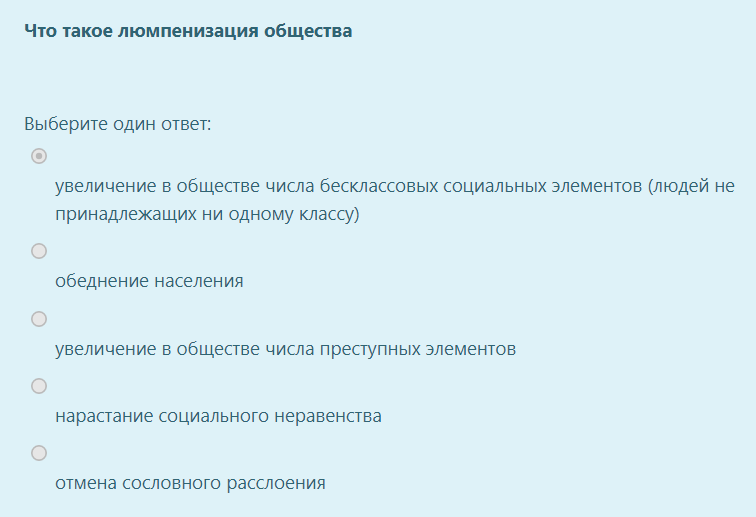 Что такое люмпенизация общества
Выберите один ответ:
увеличение в обществе числа бесклассовых социальных элементов (людей не
принадлежащих ни одному классу)
обеднение населения
увеличение в обществе числа преступных элементов
нарастание социального неравенства
отмена сословного расслоения